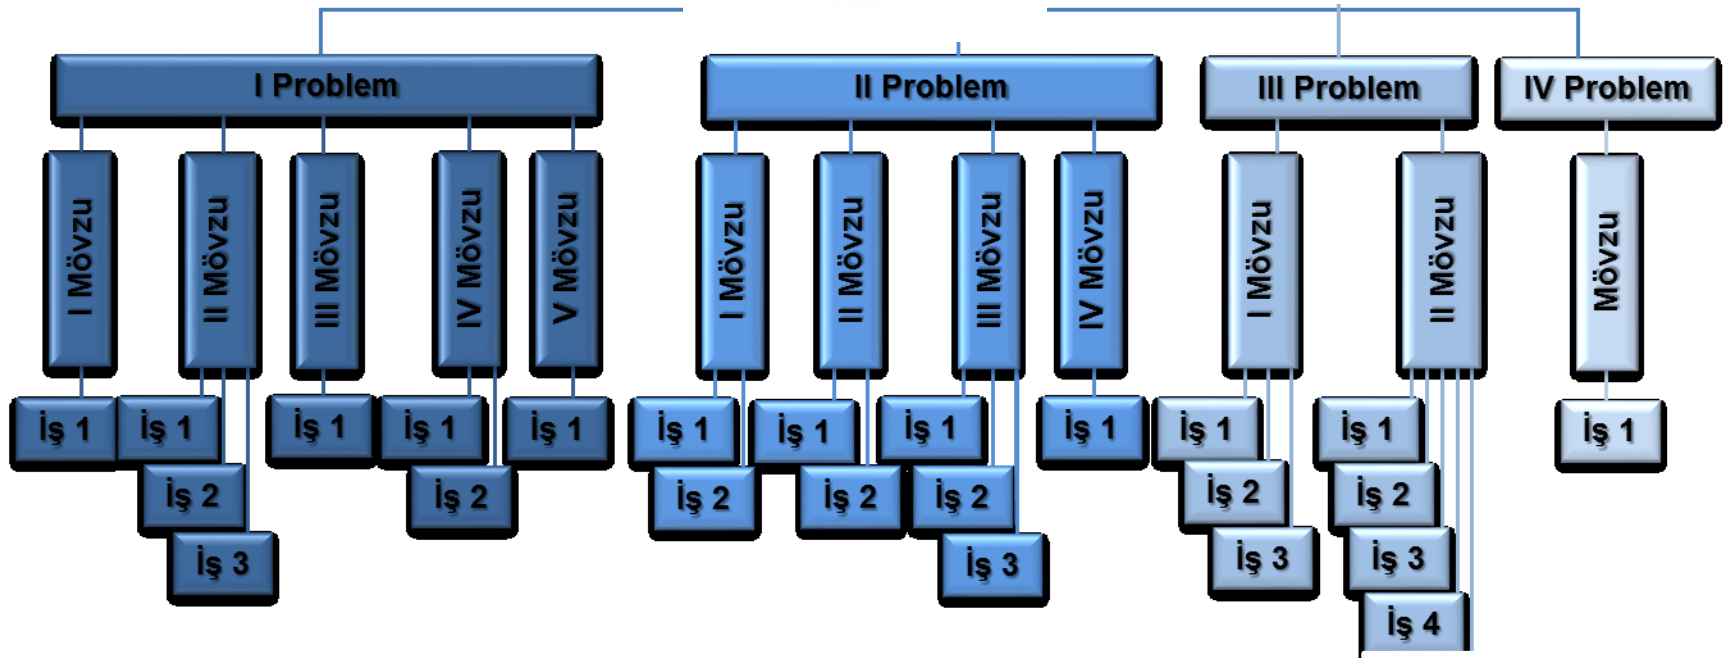 I Problem
II Problem
III Problem
IV Problem
I Mövzu
II Mövzu
III Mövzu
IV Mövzu
V Mövzu
I Mövzu
II Mövzu
III Mövzu
IV Mövzu
I Mövzu
II Mövzu
Mövzu
İş 1
İş 1
İş 1
İş 1
İş 1
İş 1
İş 1
İş 1
İş 1
İş 1
İş 1
İş 1
İş 2
İş 2
İş 2
İş 2
İş 2
İş 2
İş 2
İş 3
İş 3
İş 3
İş 3
İş 4